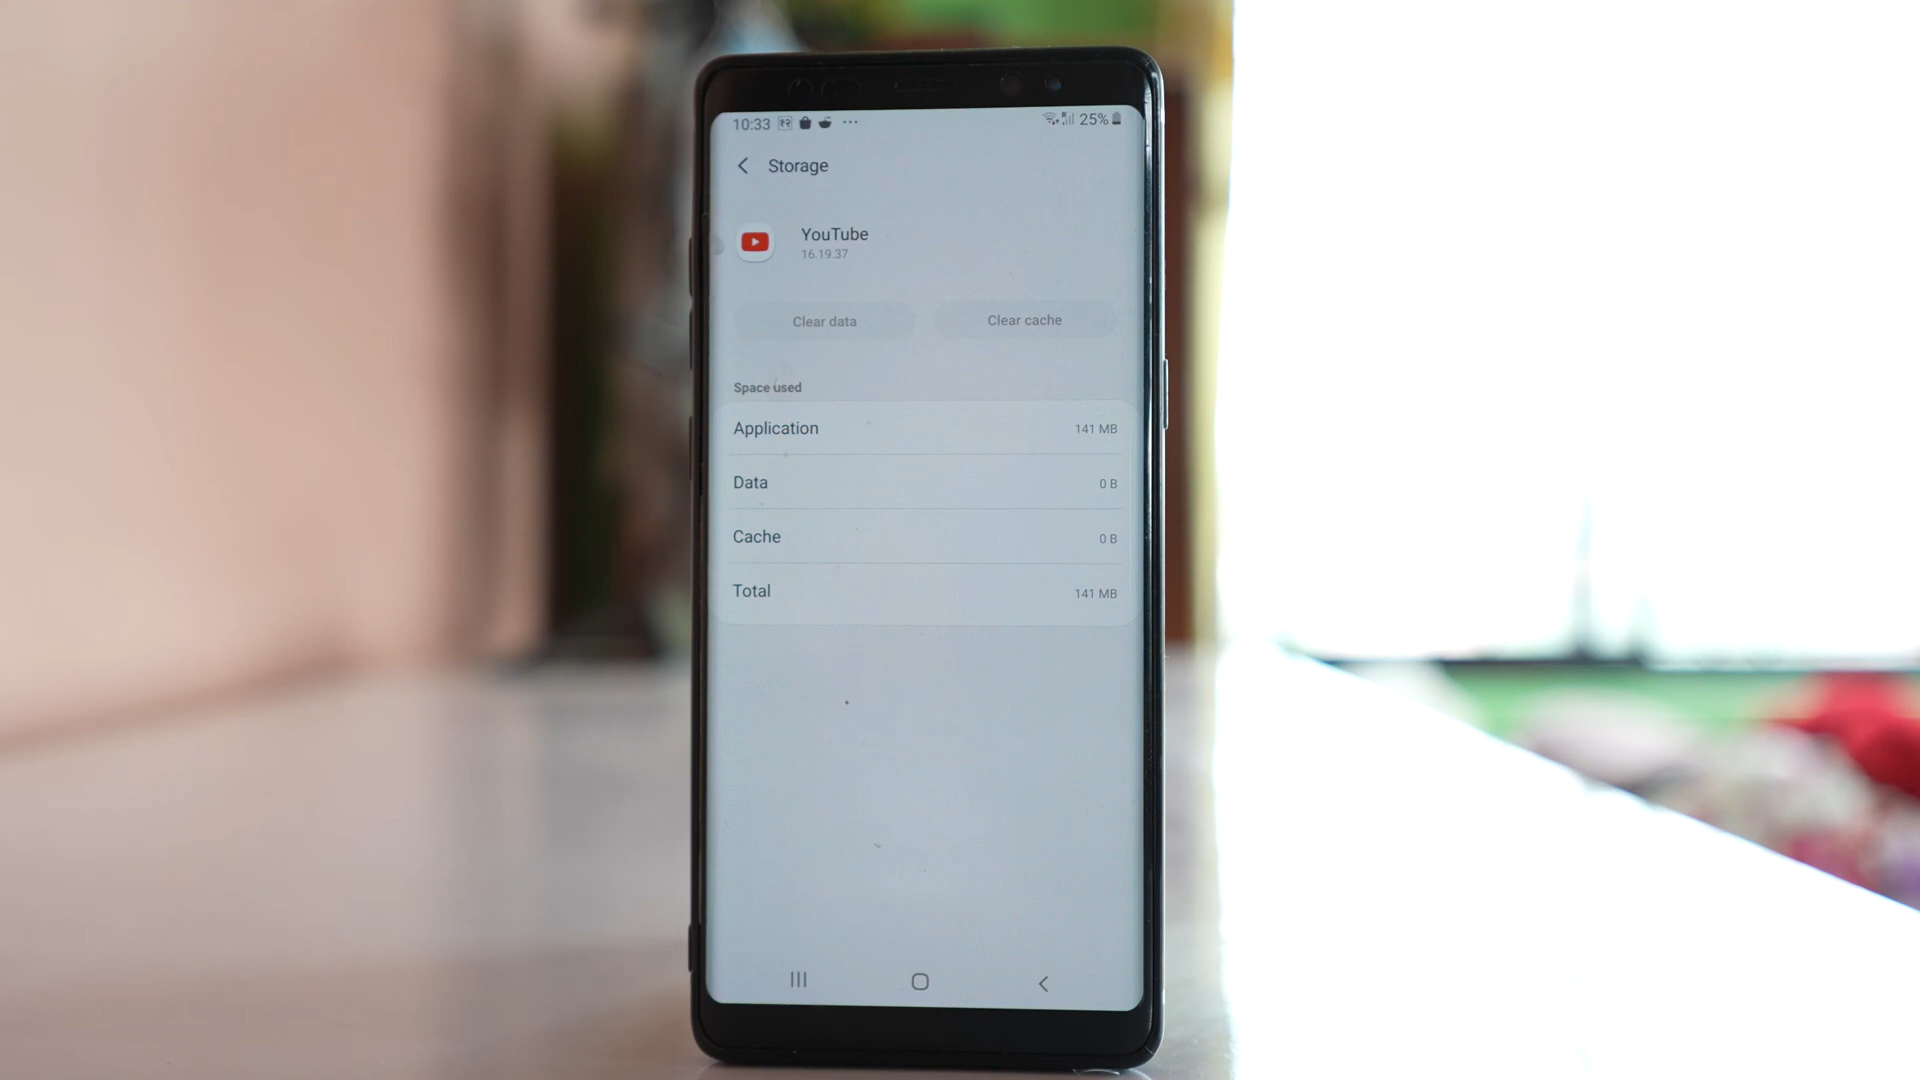 10:33 25%
Storage
YouTube
16.19.37
Clear data Clear cache
Space used
Application 141 MB
Data 0 B
Cache 0 B
Total 141 MB